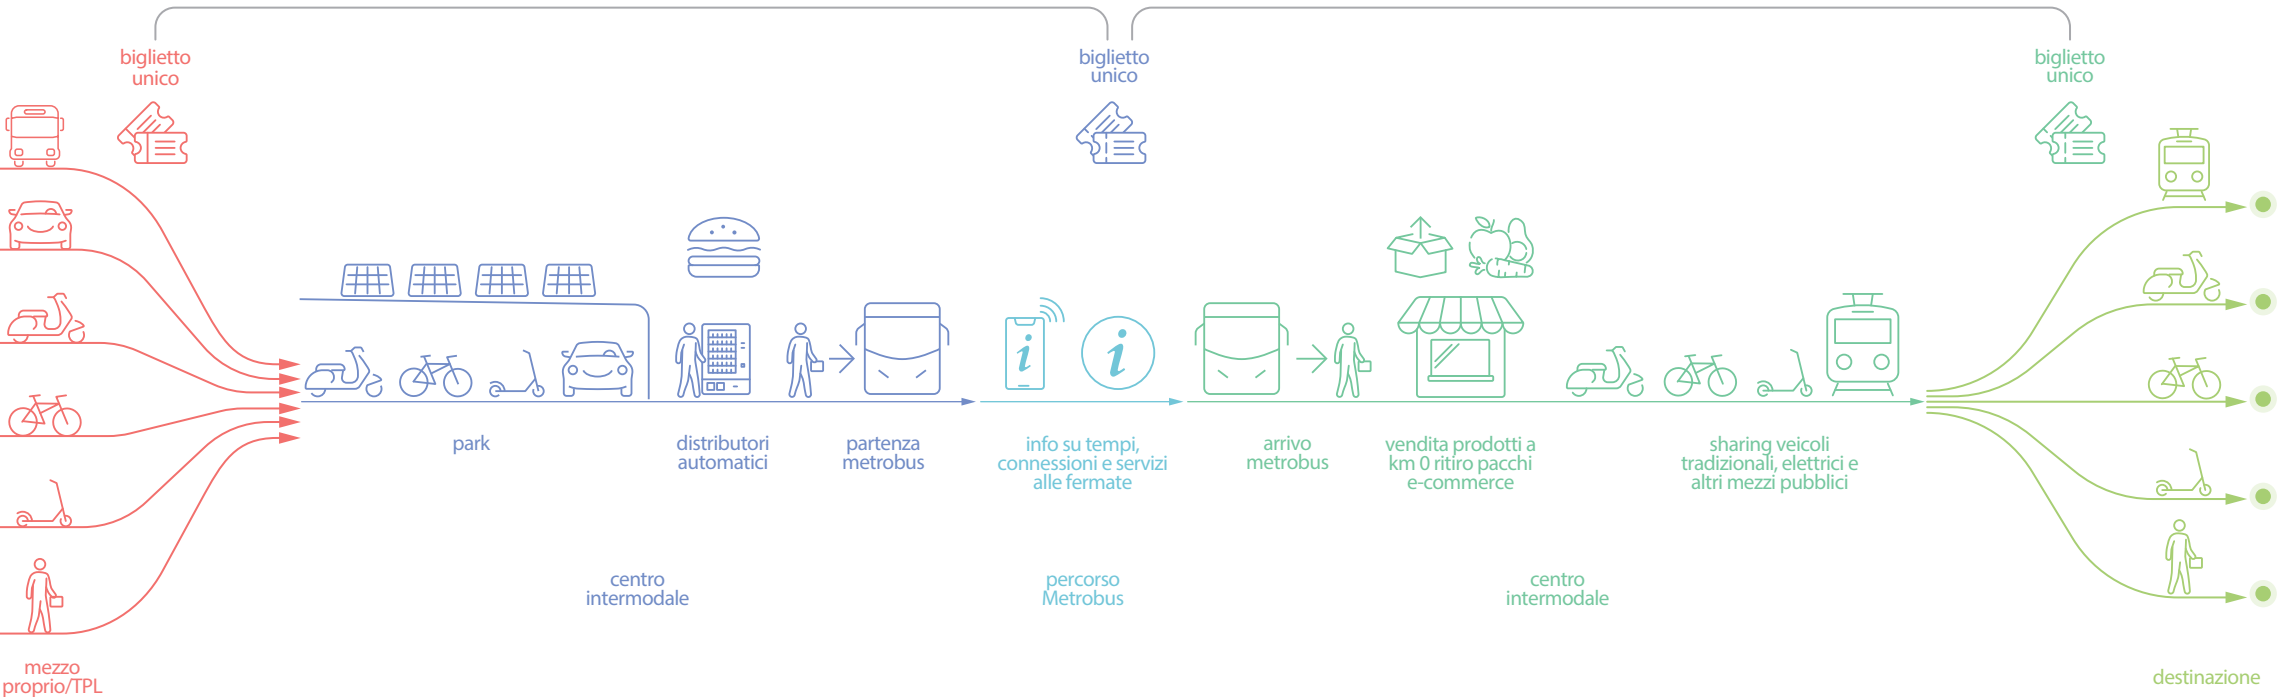 biglietto
unico
biglietto
unico
biglietto
unico
park
distributori
automatici
partenza
metrobus
info su tempi,
connessioni e servizi
alle fermate
arrivo
metrobus
vendita prodotti a
km 0 ritiro pacchi
e-commerce
sharing veicoli
tradizionali, elettrici e
altri mezzi pubblici
centro
intermodale
percorso
Metrobus
centro
intermodale
mezzo
proprio/TPL
destinazione